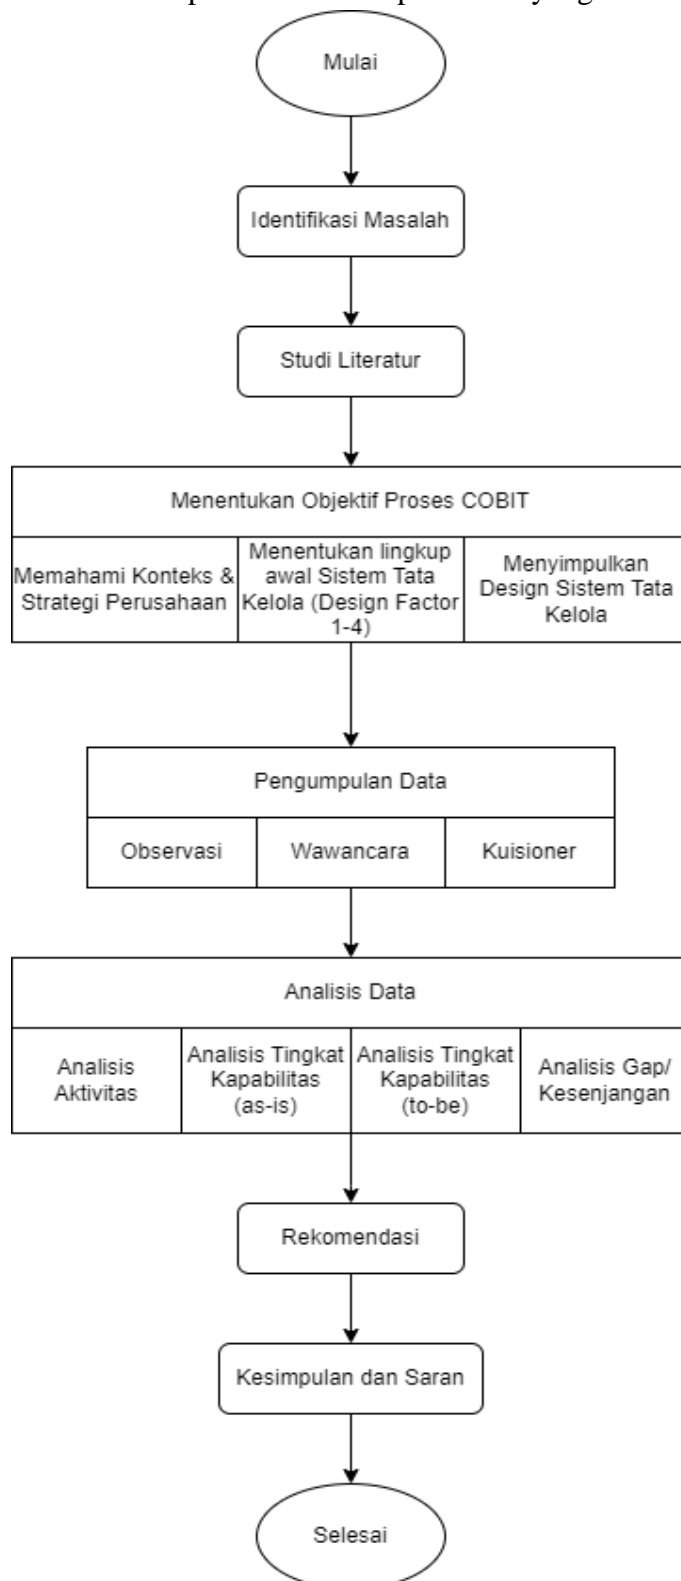 Mulai
Identifikasi Masalah
Studi Literatur
Menentukan Objektif Proses COBIT
Memahami Konteks &
Strategi Perusahaan
Menentukan lingkup
awal Sistem Tata
Kelola (Design Factor
1-4)
Menyimpulkan
Design Sistem Tata
Kelola
Pengumpulan Data
Observasi
Wawancara
Kuisioner
Analisis Data
Analisis
Aktivitas
Analisis Tingkat
Kapabilitas
(as-is)
Analisis Tingkat
Kapabilitas
(to-be)
Analisis Gap/
Kesenjangan
Rekomendasi
Kesimpulan dan Saran
Selesai